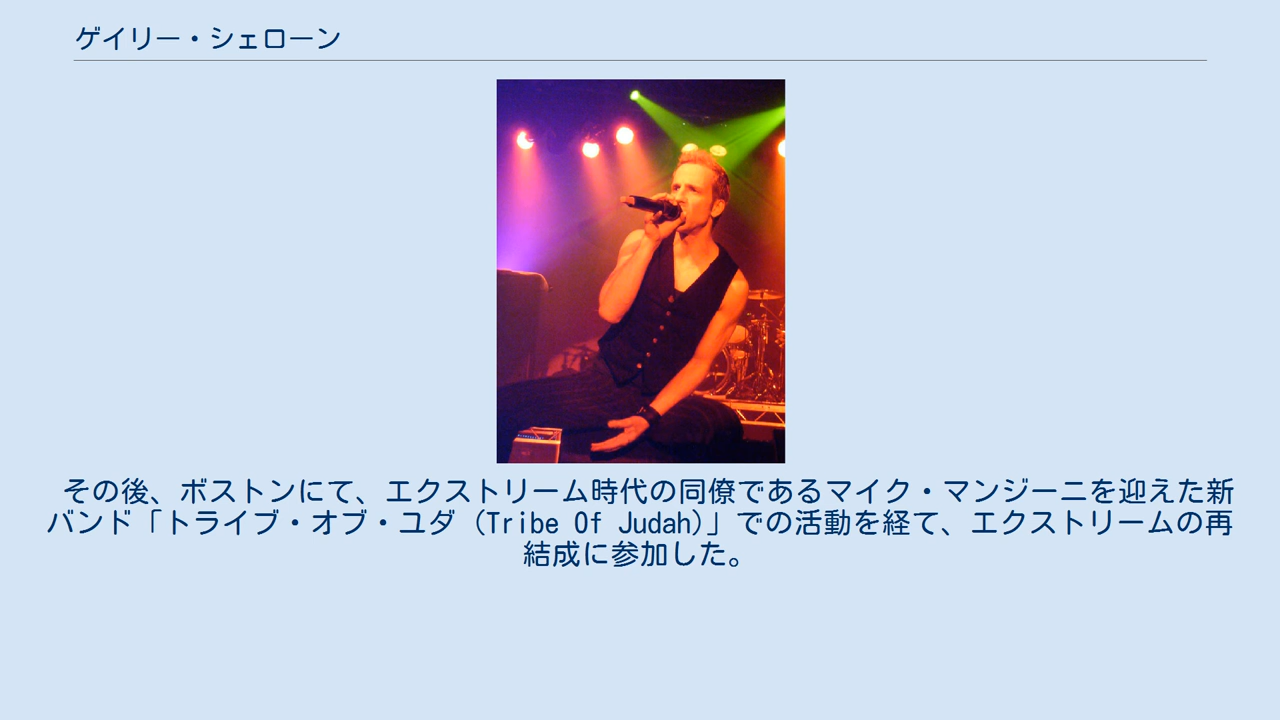 ゲイリー・シェローン
その後、ボストンにて、エクストリーム時代の同僚であるマイク・マンジーニを迎えた新
バンド「トライブ・オブ・ユダ（Tribe Of Judah)」での活動を経て、エクストリームの再
結成に参加した。